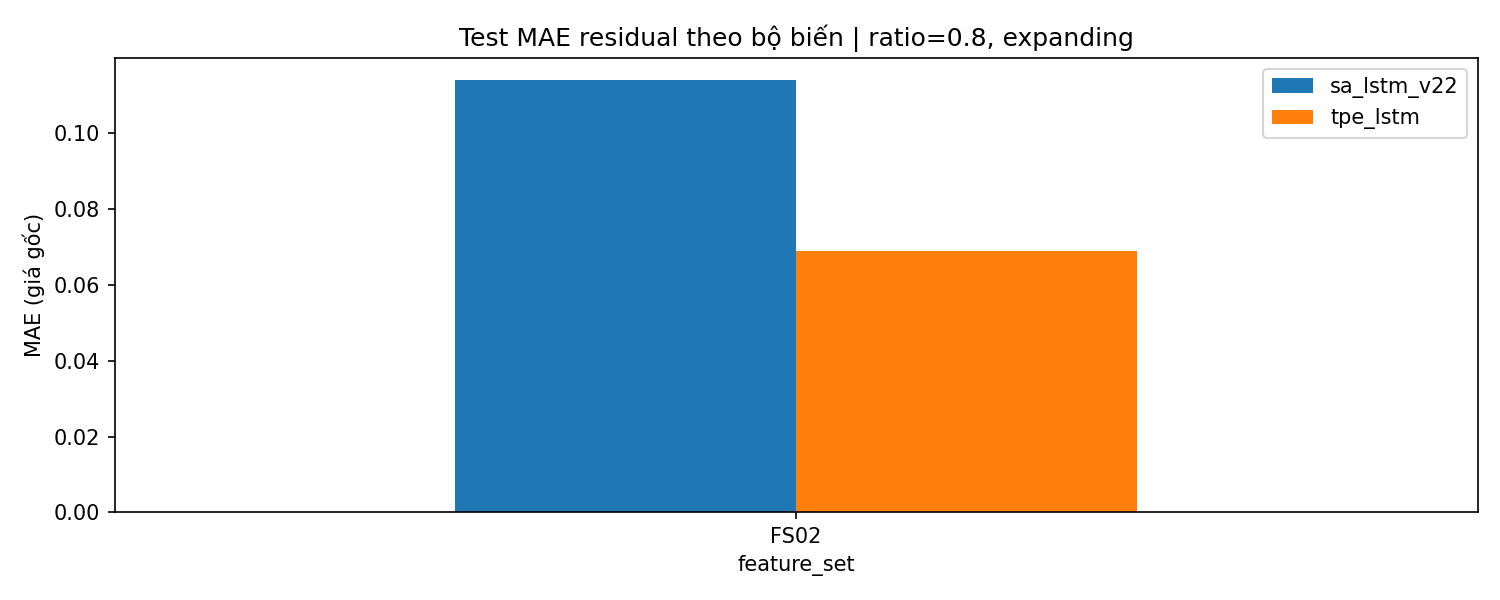 Test MAE residual theo bộ biến | ratio=0.8, expanding
sa_lstm_v22
tpe_lstm
MAE (giá gốc)
0.10
0.08
0.06
0.04
0.02
0.00
FS02
feature_set